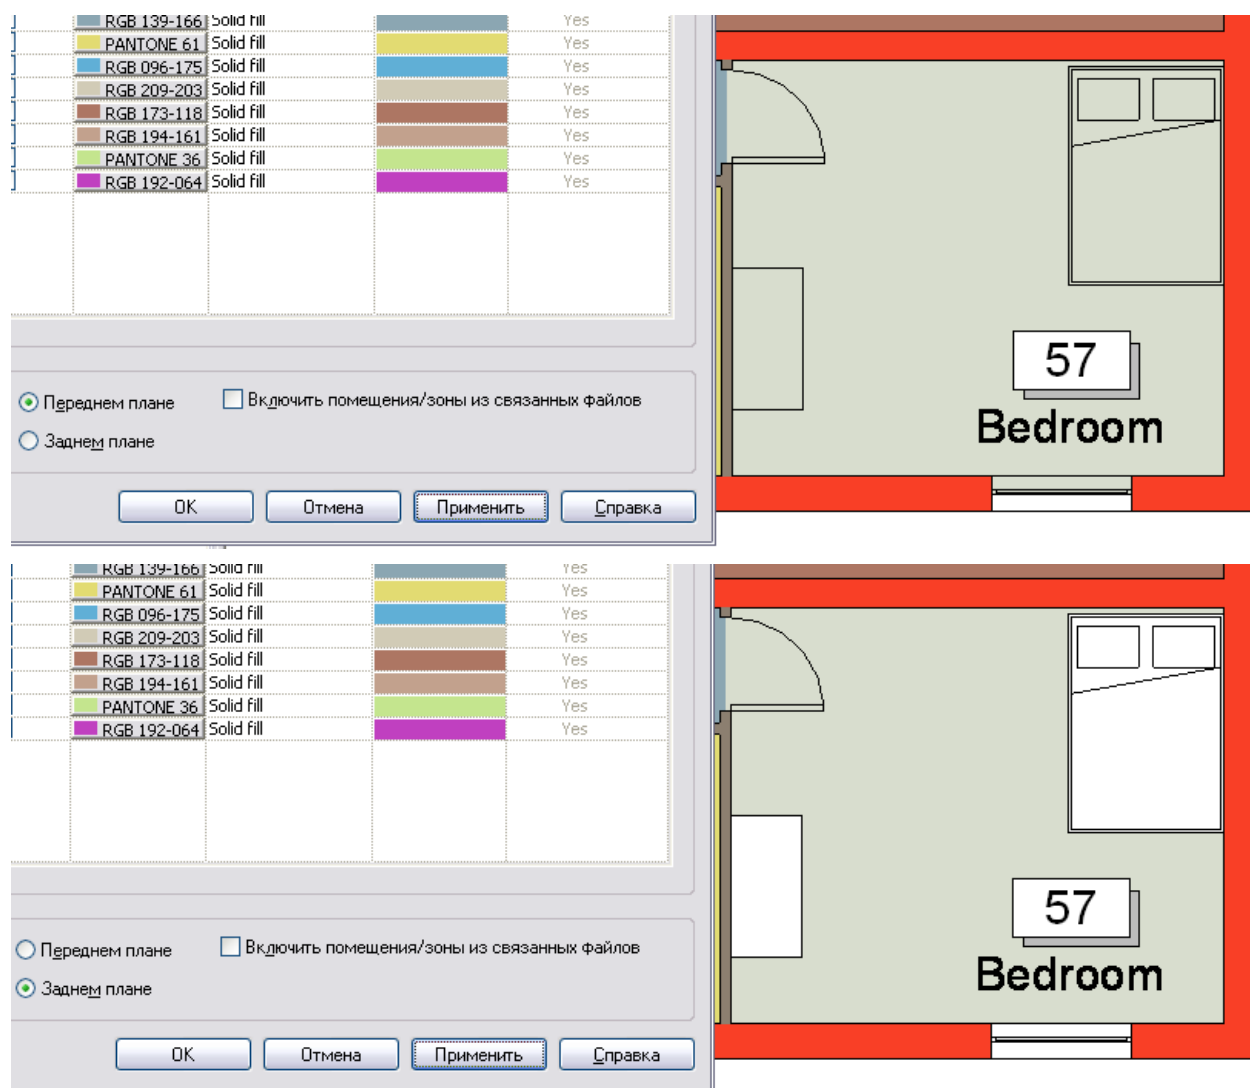 RGB 139-166 Solid fill Yes
PANTONE 61 Solid fill Yes
RGB 096-175 Solid fill Yes
RGB 209-203 Solid fill Yes
RGB 173-118 Solid fill Yes
RGB 194-161 Solid fill Yes
PANTONE 36 Solid fill Yes
RGB 192-064 Solid fill Yes
57
Bedroom
Переднем плане Включить помещения/зоны из связанных файлов
Заднем плане
OK Отмена Применить Справка
RGB 139-166 Solid fill Yes
PANTONE 61 Solid fill Yes
RGB 096-175 Solid fill Yes
RGB 209-203 Solid fill Yes
RGB 173-118 Solid fill Yes
RGB 194-161 Solid fill Yes
PANTONE 36 Solid fill Yes
RGB 192-064 Solid fill Yes
57
Bedroom
Переднем плане Включить помещения/зоны из связанных файлов
Заднем плане
OK Отмена Применить Справка